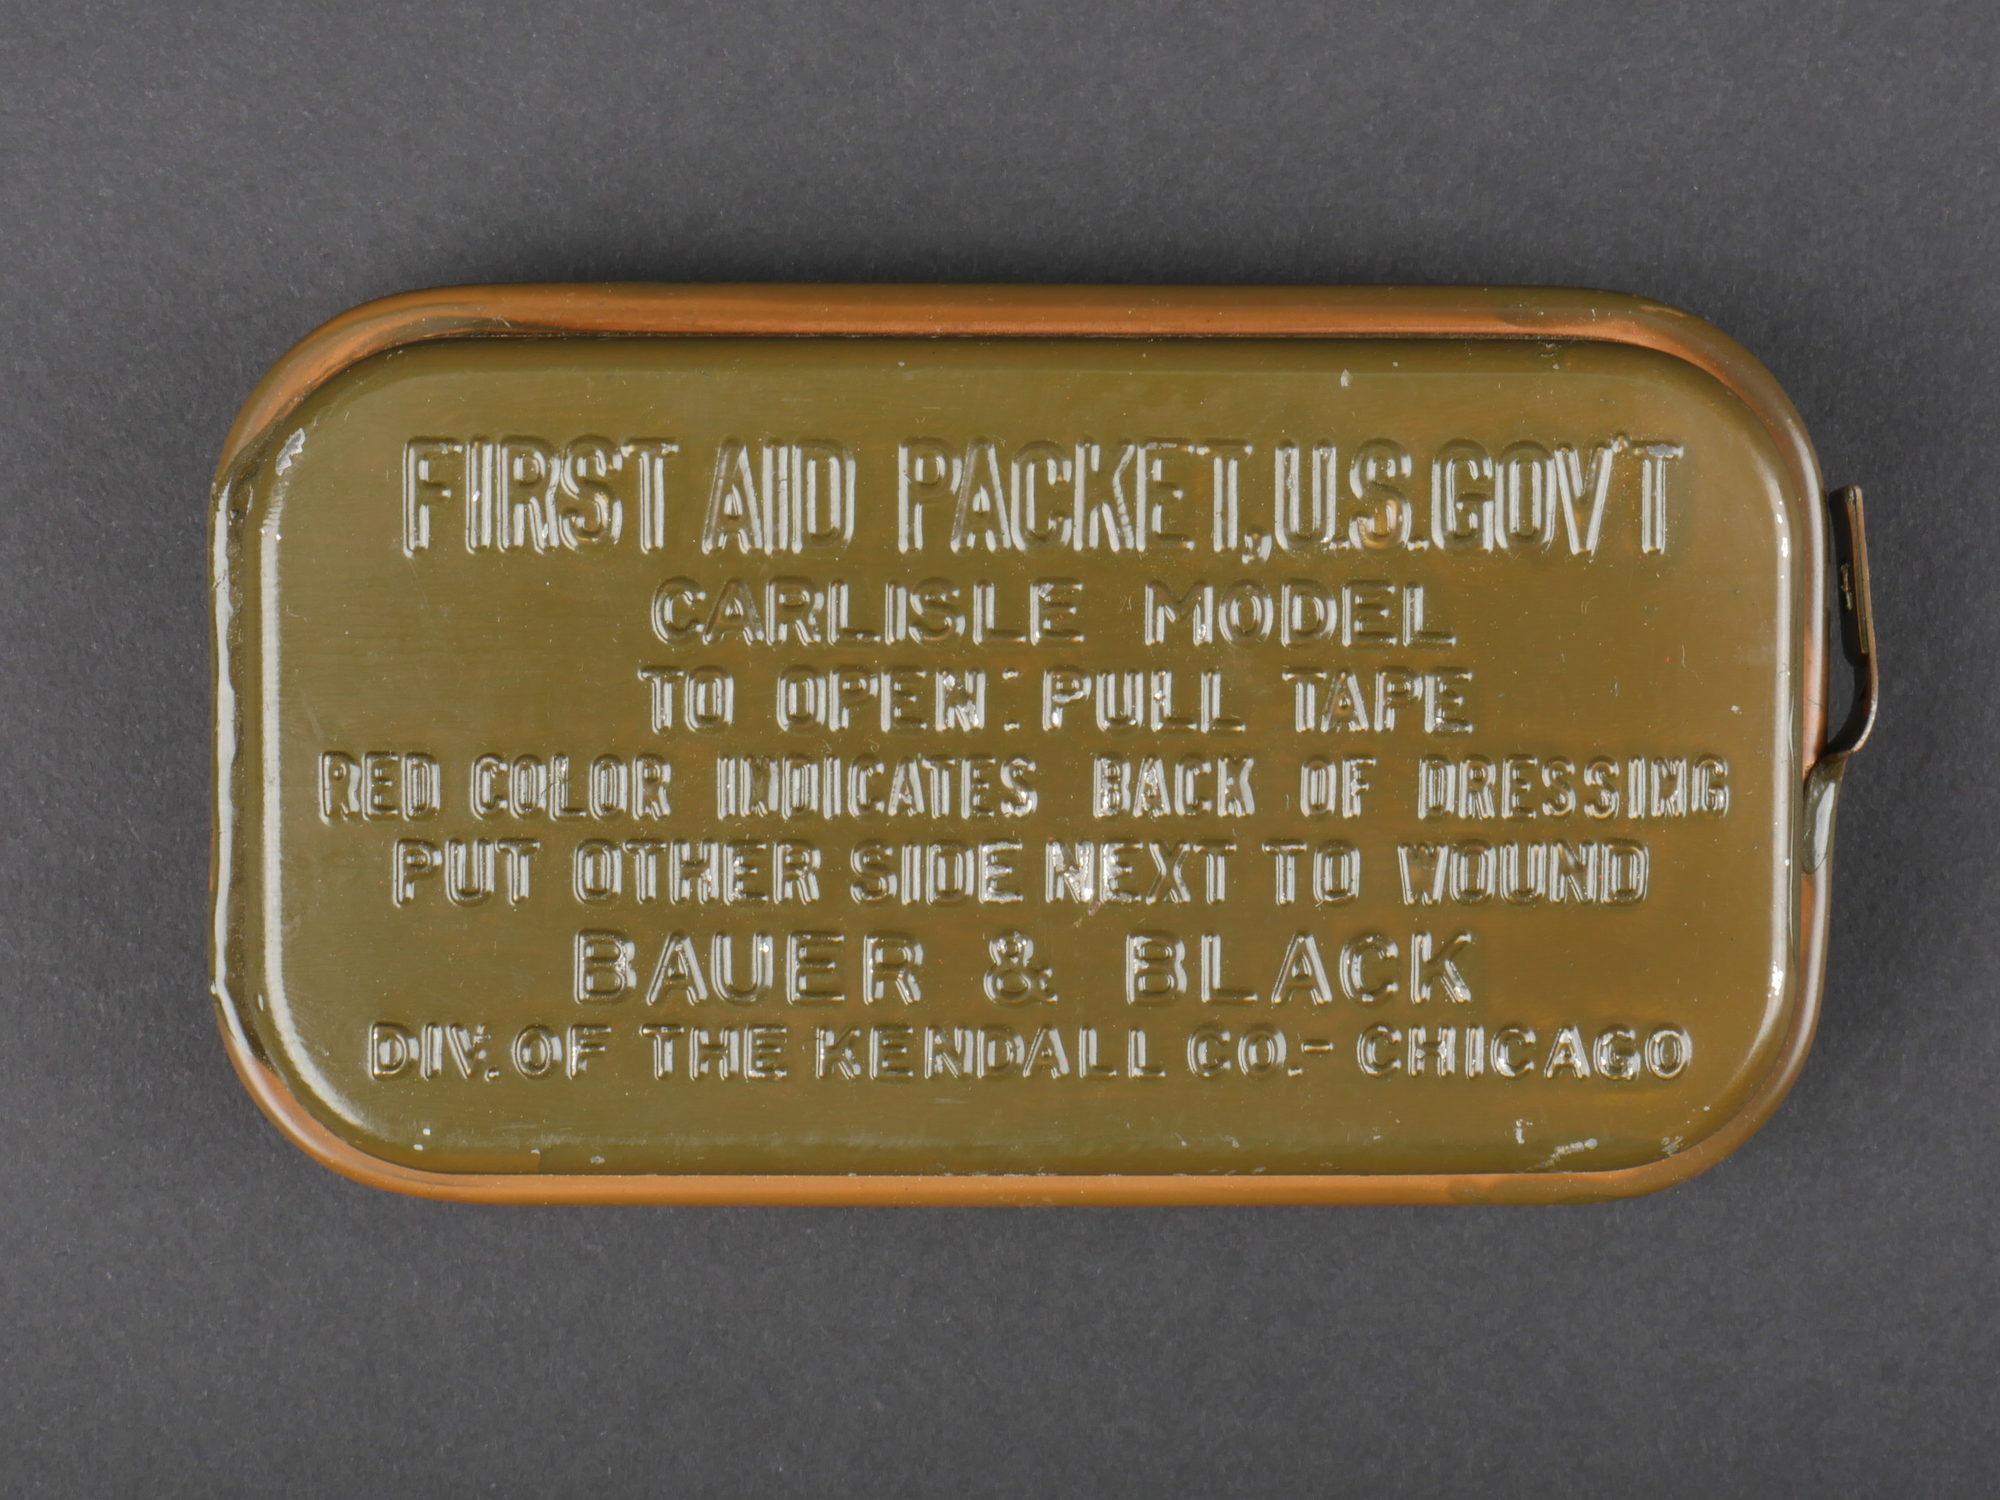 FIRST AID PACKET, U.S. GOV'T
CARLISLE MODEL
TO OPEN: PULL TAPE
RED COLOR INDICATES BACK OF DRESSING
PUT OTHER SIDE NEXT TO WOUND
BAUER & BLACK
DIV. OF THE KENDALL CO.- CHICAGO